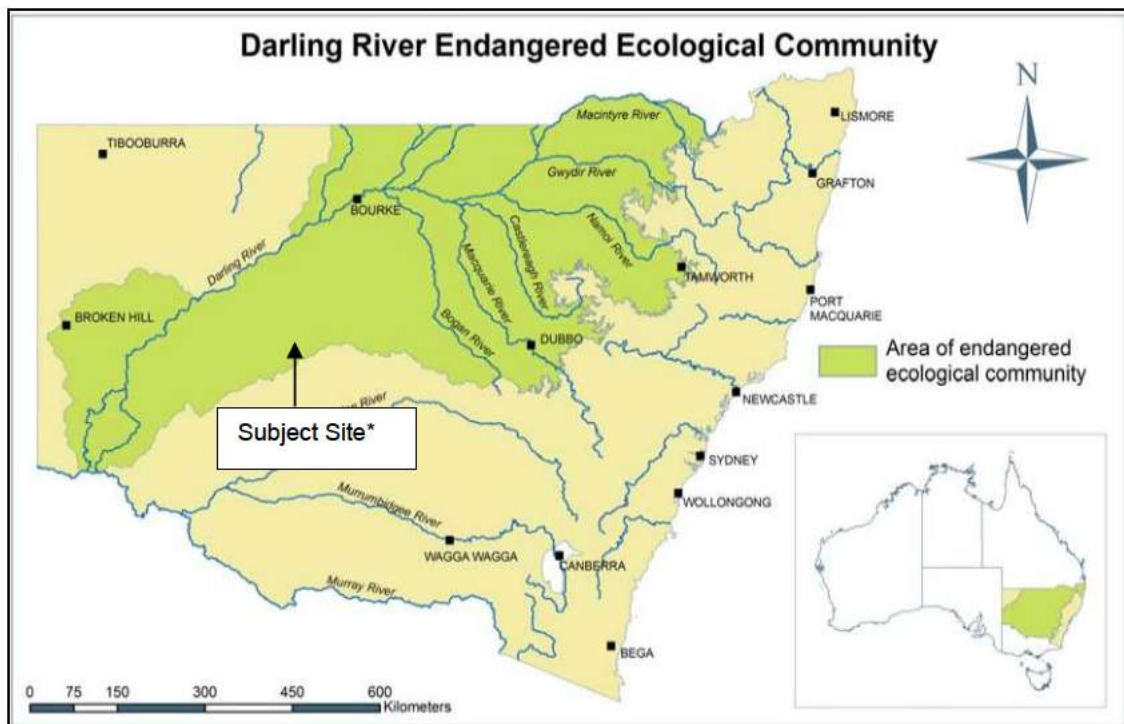 Darling River Endangered Ecological Community
N
Macintyre River
LISMORE
TIBOOBURRA
Gwydir River
GRAFTON
BOURKE
Castlereagh River
Namoi River
Darling River
Macquarie River
TAMWORTH
PORT
MACQUARIE
BROKEN HILL
Bogan River
DUBBO
Area of endangered
ecological community
NEWCASTLE
River
Subject Site*
SYDNEY
WOLLONGONG
Murrumbidgee River
WAGGA WAGGA
CANBERRA
Murray River
BEGA
0 75 150 300 450 600
Kilometers